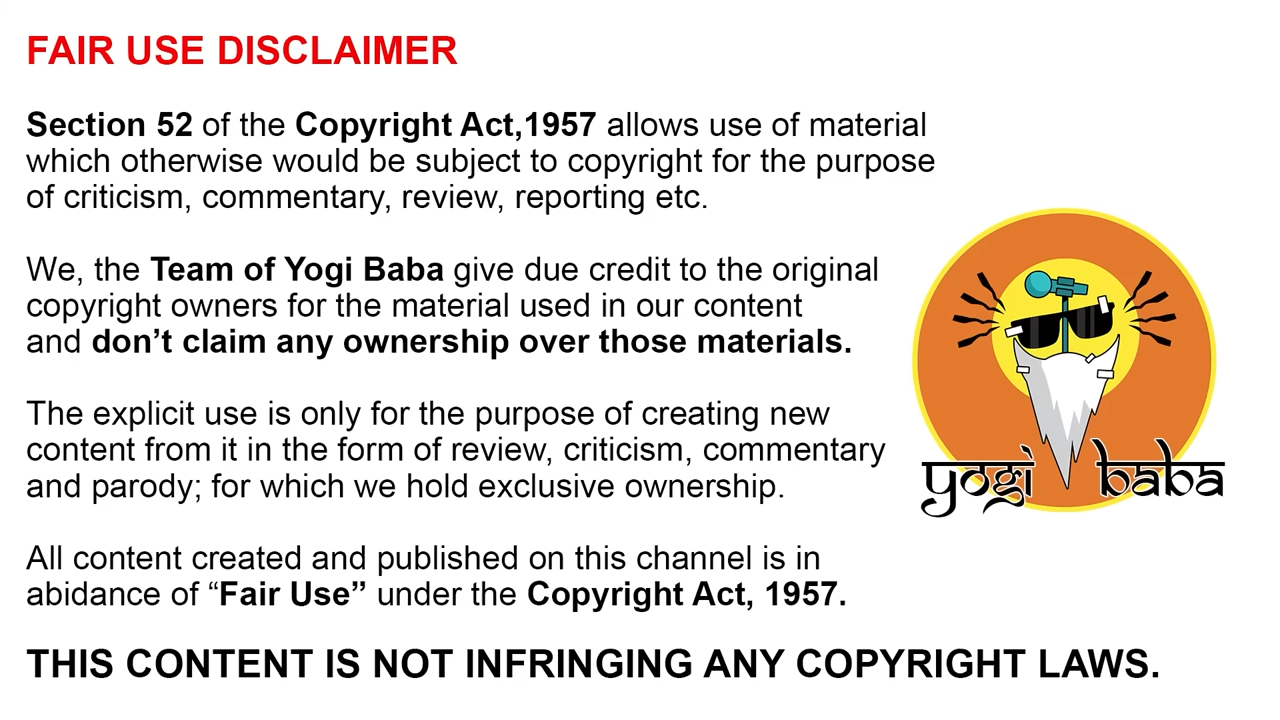 FAIR USE DISCLAIMER
Section 52 of the Copyright Act,1957 allows use of material
which otherwise would be subject to copyright for the purpose
of criticism, commentary, review, reporting etc.
We, the Team of Yogi Baba give due credit to the original
copyright owners for the material used in our content
and don’t claim any ownership over those materials.
The explicit use is only for the purpose of creating new
content from it in the form of review, criticism, commentary
and parody; for which we hold exclusive ownership.
yogi baba
All content created and published on this channel is in
abidance of “Fair Use” under the Copyright Act, 1957.
THIS CONTENT IS NOT INFRINGING ANY COPYRIGHT LAWS.